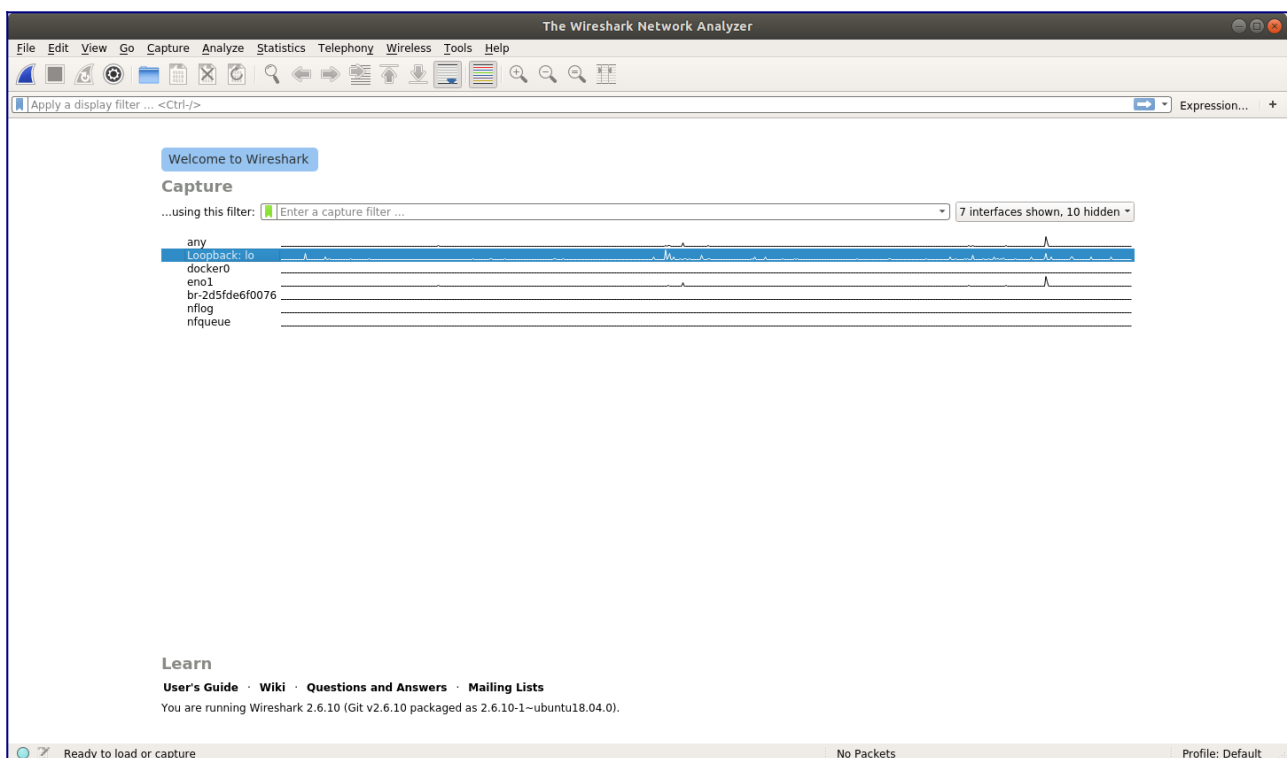 The Wireshark Network Analyzer
File Edit View Go Capture Analyze Statistics Telephony Wireless Tools Help
Apply a display filter ... <Ctrl-/> Expression... +
Welcome to Wireshark
Capture
...using this filter: Enter a capture filter ... 7 interfaces shown, 10 hidden
any
Loopback: lo
docker0
eno1
br-2d5fde6f0076
nflog
nfqueue
Learn
User's Guide · Wiki · Questions and Answers · Mailing Lists
You are running Wireshark 2.6.10 (Git v2.6.10 packaged as 2.6.10-1~ubuntu18.04.0).
Ready to load or capture No Packets Profile: Default